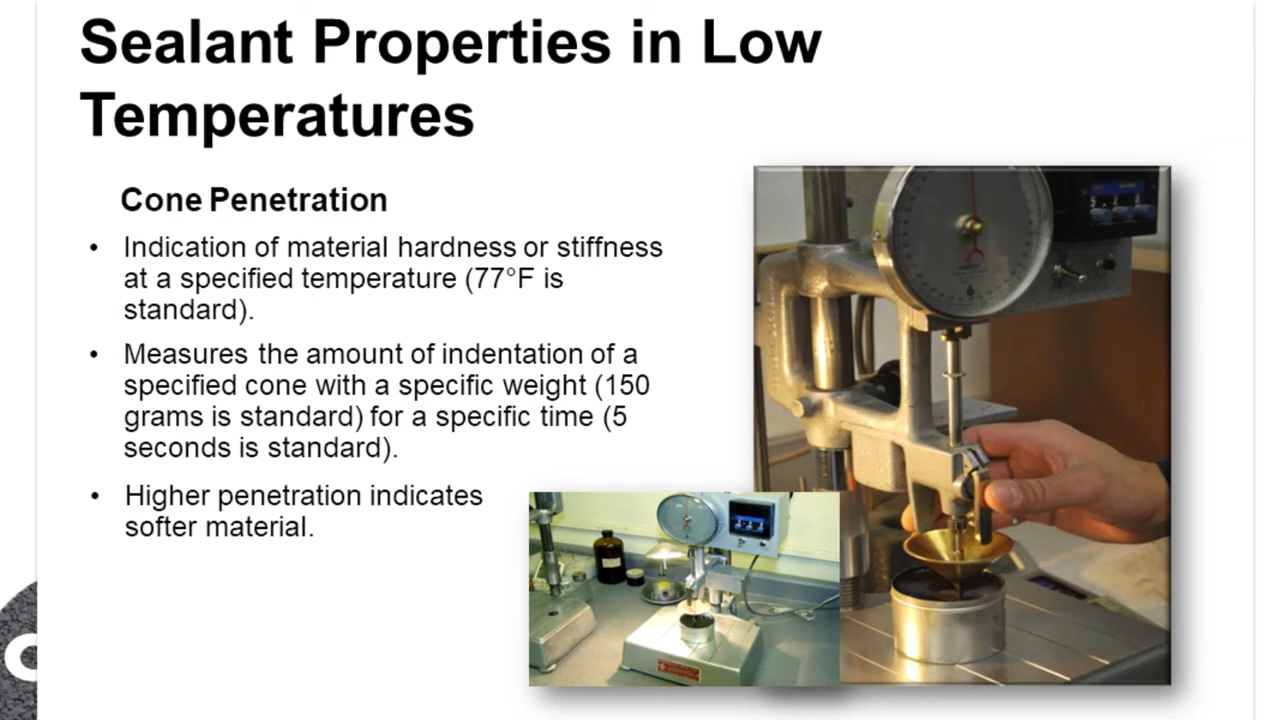 Sealant Properties in Low
Temperatures
Cone Penetration
• Indication of material hardness or stiffness
at a specified temperature (77°F is
standard).
• Measures the amount of indentation of a
specified cone with a specific weight (150
grams is standard) for a specific time (5
seconds is standard).
• Higher penetration indicates
softer material.